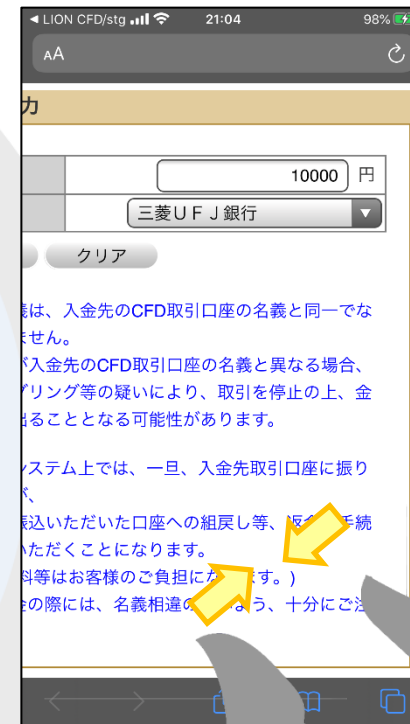 ◀ LION CFD/stg 21:04 98%
AA
力
10000 円
三菱UFJ銀行
クリア
は、入金先のCFD取引口座の名義と同一でな
せん。
入金先のCFD取引口座の名義と異なる場合、
リング等の疑いにより、取引を停止の上、金
ることとなる可能性があります。
システム上では、一旦、入金先取引口座に振り
、
込いただいた口座への組戻し等、手続
いただくことになります。
料等はお客様のご負担にな す。)
の際には、名義相違の よう、十分にご注